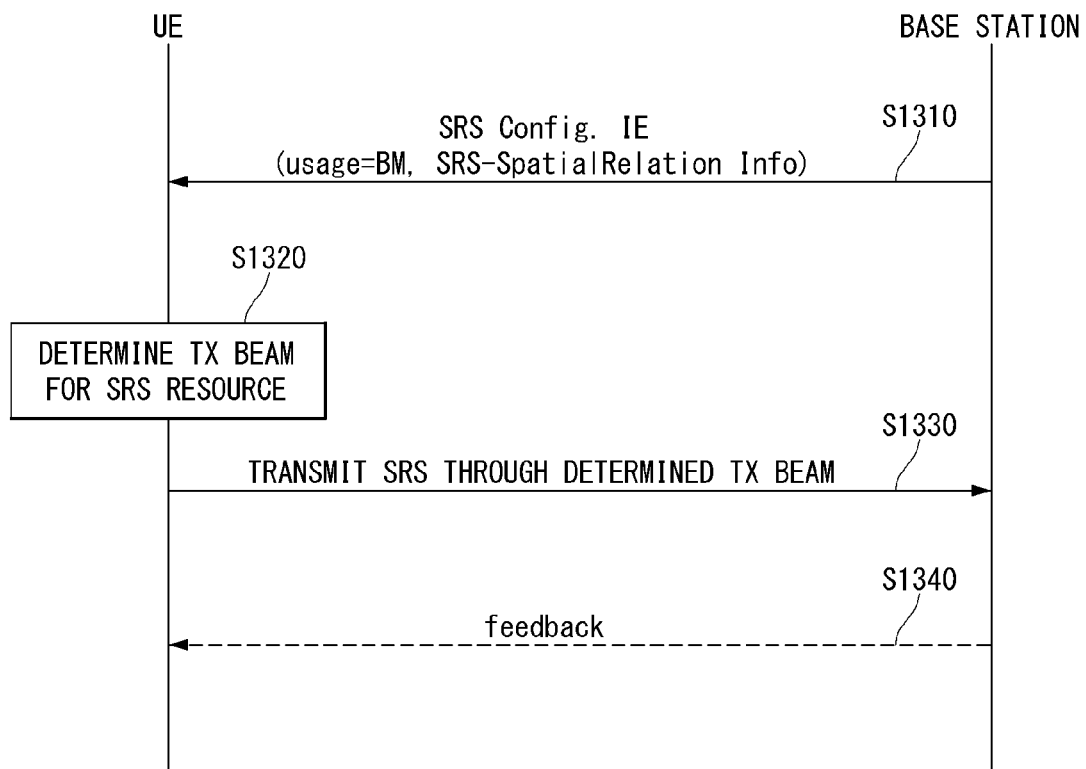 UE
BASE STATION
S1310
SRS Config. IE
(usage=BM, SRS-SpatialRelation Info)
S1320
DETERMINE TX BEAM
FOR SRS RESOURCE
S1330
TRANSMIT SRS THROUGH DETERMINED TX BEAM
S1340
feedback